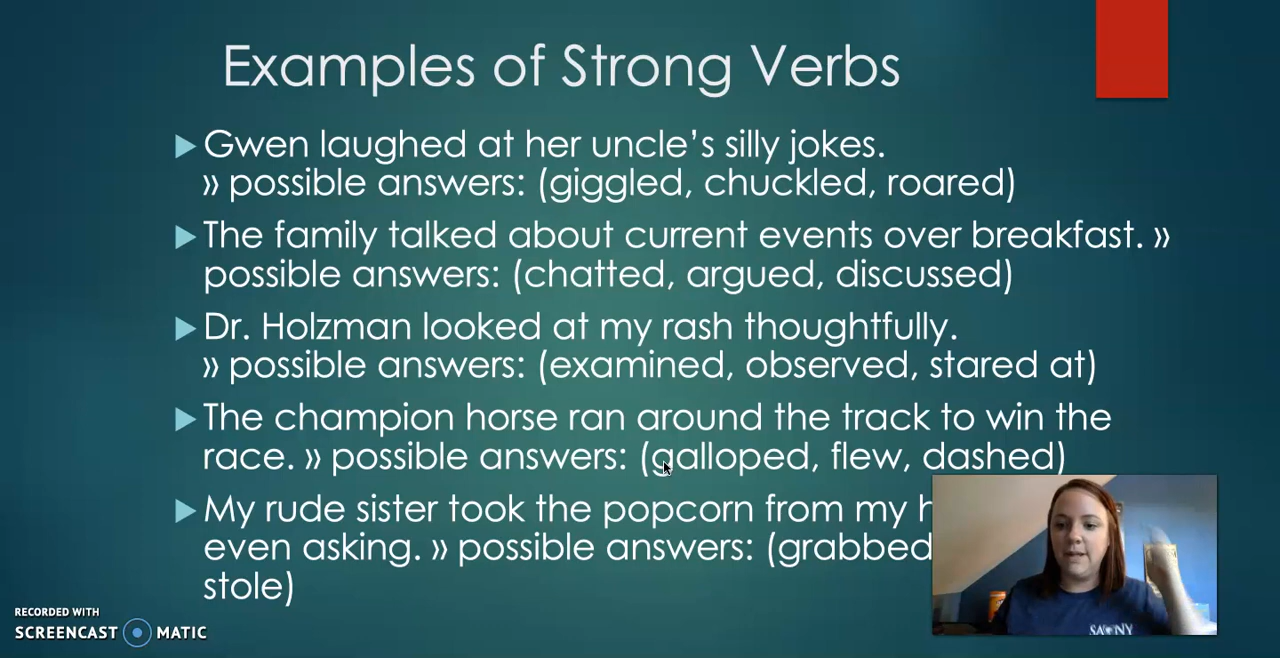 Examples of Strong Verbs
Gwen laughed at her uncle’s silly jokes.
» possible answers: (giggled, chuckled, roared)
The family talked about current events over breakfast. »
possible answers: (chatted, argued, discussed)
Dr. Holzman looked at my rash thoughtfully.
» possible answers: (examined, observed, stared at)
The champion horse ran around the track to win the
race. » possible answers: (galloped, flew, dashed)
My rude sister took the popcorn from my
even asking. » possible answers: (grabbed
stole)
RECORDED WITH
SCREENCAST MATIC